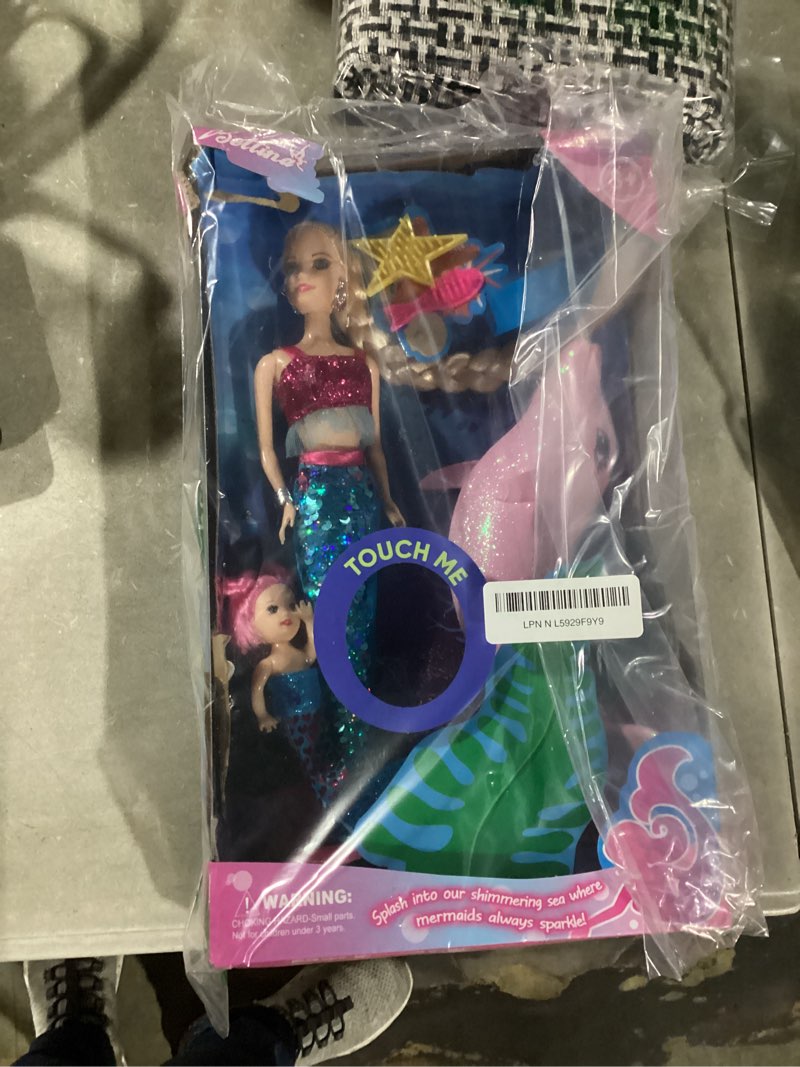 Bettina
TOUCH ME
LPN N L5929F9Y9
WARNING:
CHOKING HAZARD-Small parts.
Not for children under 3 years.
Splash into our shimmering sea where
mermaids always sparkle!